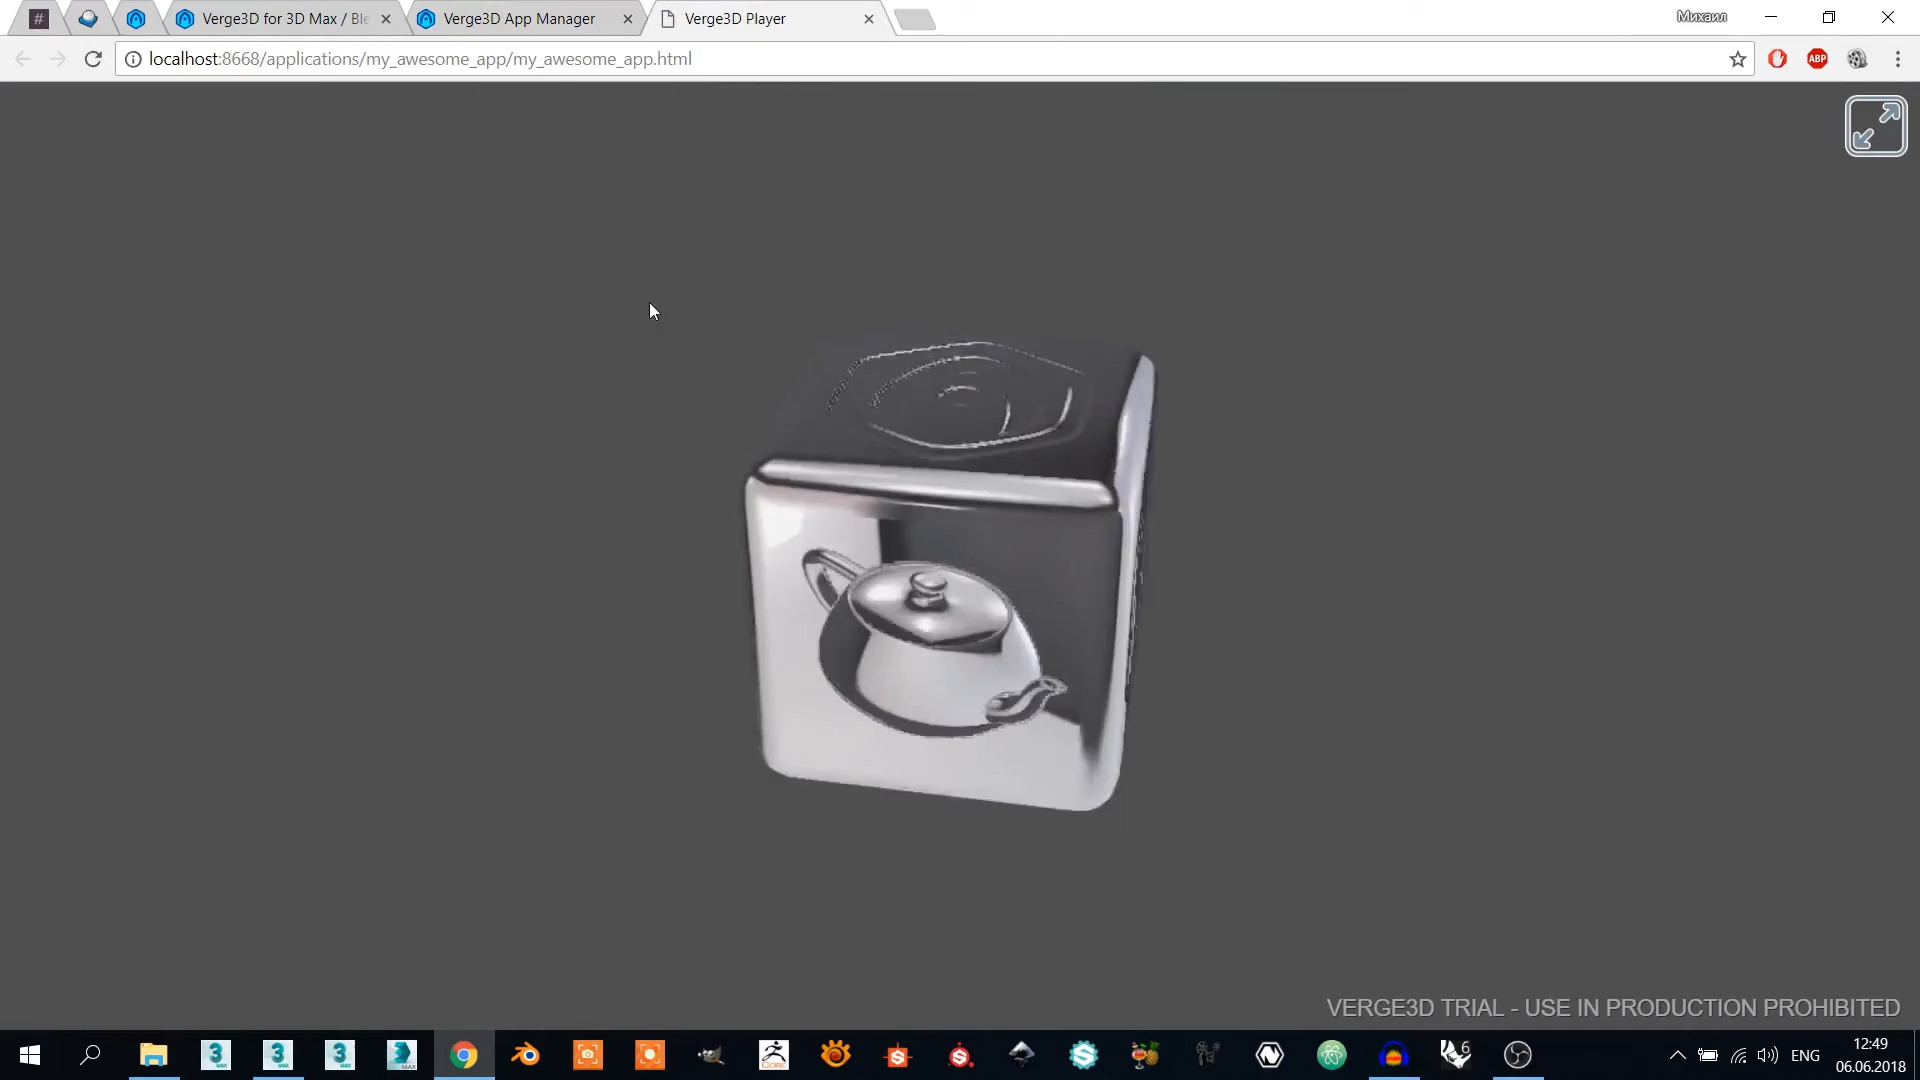 Verge3D for 3D Max / Ble
Verge3D App Manager
Verge3D Player
Михаил
localhost:8668/applications/my_awesome_app/my_awesome_app.html
ABP
VERGE3D TRIAL - USE IN PRODUCTION PROHIBITED
ENG
12:49
06.06.2018